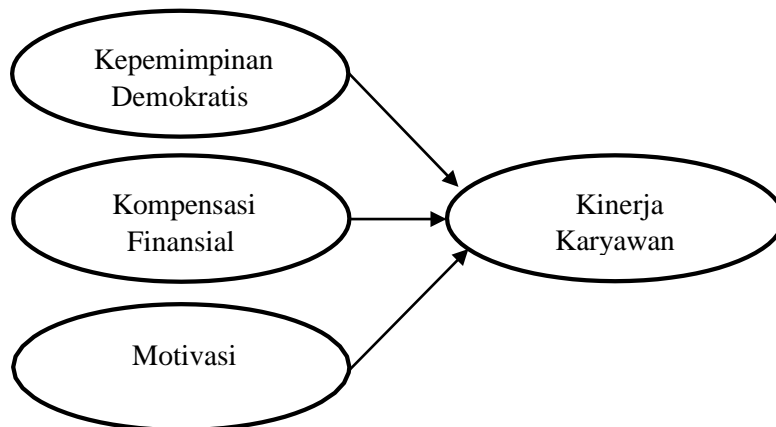 Kepemimpinan
Demokratis
Kompensasi
Finansial
Kinerja
Karyawan
Motivasi